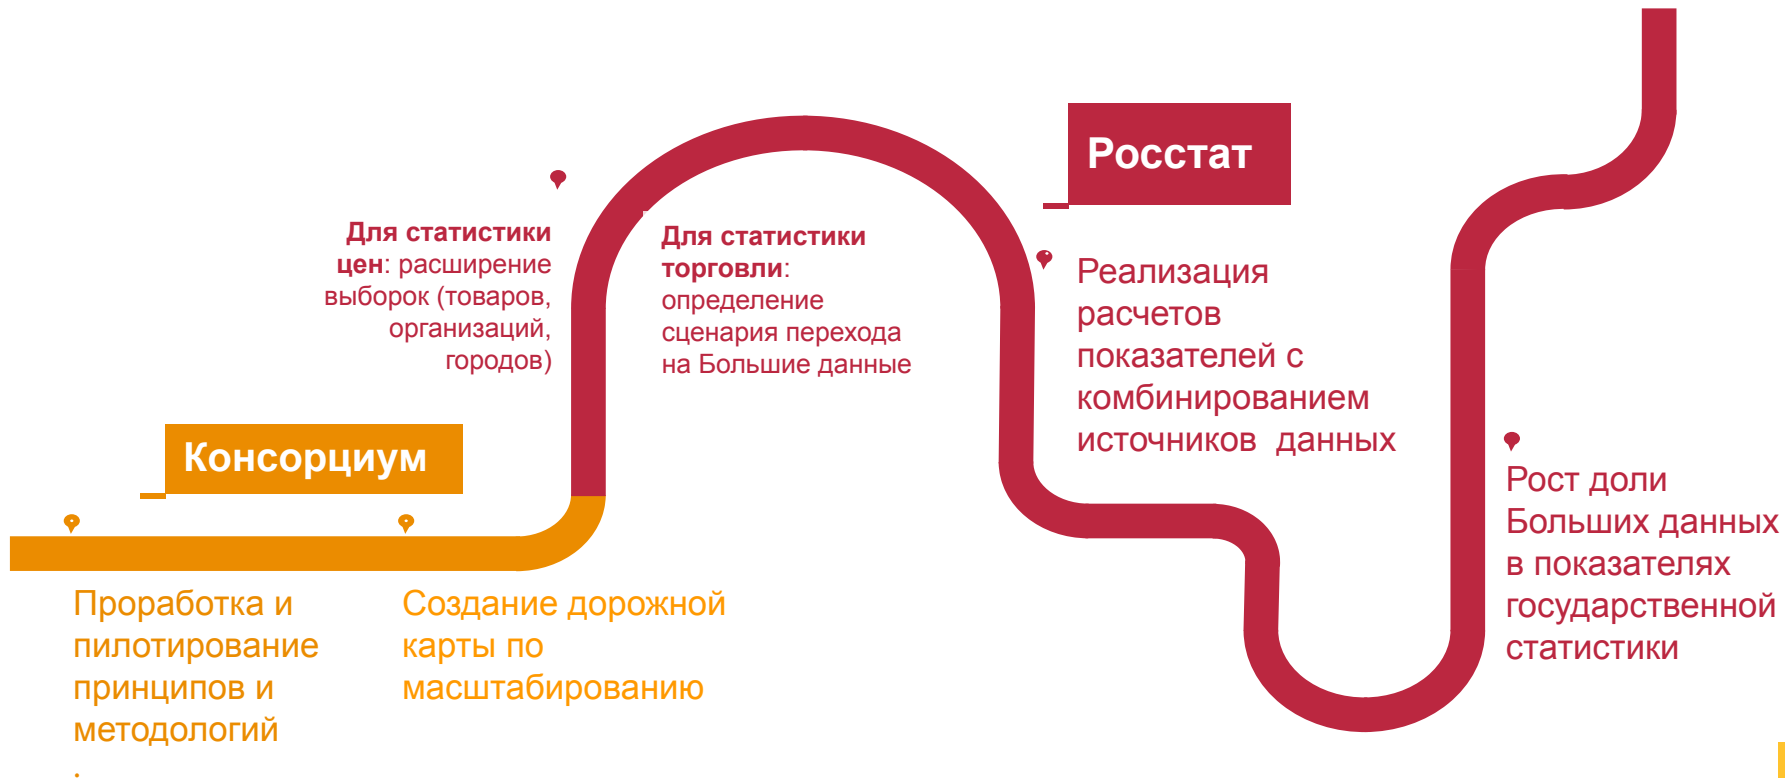 Консорциум
Проработка и
пилотирование
принципов и
методологий
.
Создание дорожной
карты по
масштабированию
Для статистики
цен: расширение
выборок (товаров,
организаций,
городов)
Для статистики
торговли:
определение
сценария перехода
на Большие данные
Росстат
Реализация
расчетов
показателей с
комбинированием
источников данных
Рост доли
Больших данных
в показателях
государственной
статистики